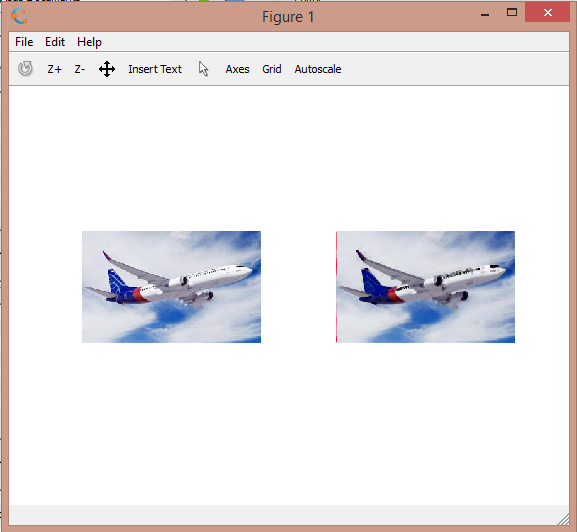 Figure 1
File Edit Help
Z+ Z- Insert Text Axes Grid Autoscale